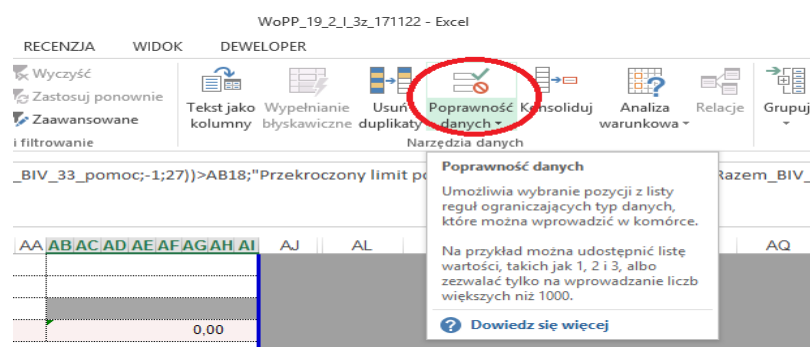 WoPP_19_2_I_3z_171122 - Excel
RECENZJA WIDOK DEWELOPER
Wyczyść
Zastosuj ponownie
Zaawansowane
i filtrowanie
Tekst jako kolumny
Wypełnianie błyskawiczne
Usuń duplikaty
Poprawność danych
Konsoliduj
Analiza warunkowa
Relacje
Grupuj
Narzędzia danych
_BIV_33_pomoc;-1;27))>AB18;"Przekroczony limit po Razem_BIV_
Poprawność danych
Umożliwia wybranie pozycji z listy
reguł ograniczających typ danych,
które można wprowadzić w komórce.
Na przykład można udostępnić listę
wartości, takich jak 1, 2 i 3, albo
zezwalać tylko na wprowadzanie liczb
większych niż 1000.
Dowiedz się więcej
AA AB AC AD AE AF AG AH AI AJ AL AQ
0,00